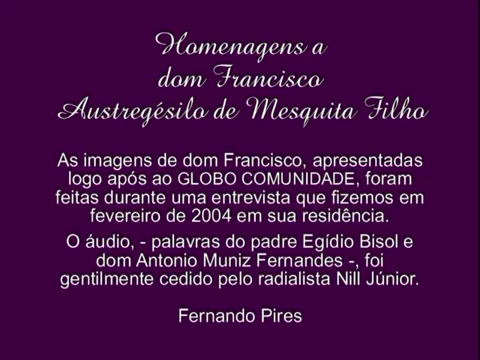 Homenagens a
dom Francisco
Austregésilo de Mesquita Filho
As imagens de dom Francisco, apresentadas
logo após ao GLOBO COMUNIDADE, foram
feitas durante uma entrevista que fizemos em
fevereiro de 2004 em sua residência.
O áudio, - palavras do padre Egídio Bisol e
dom Antonio Muniz Fernandes -, foi
gentilmente cedido pelo radialista Nill Júnior.
Fernando Pires